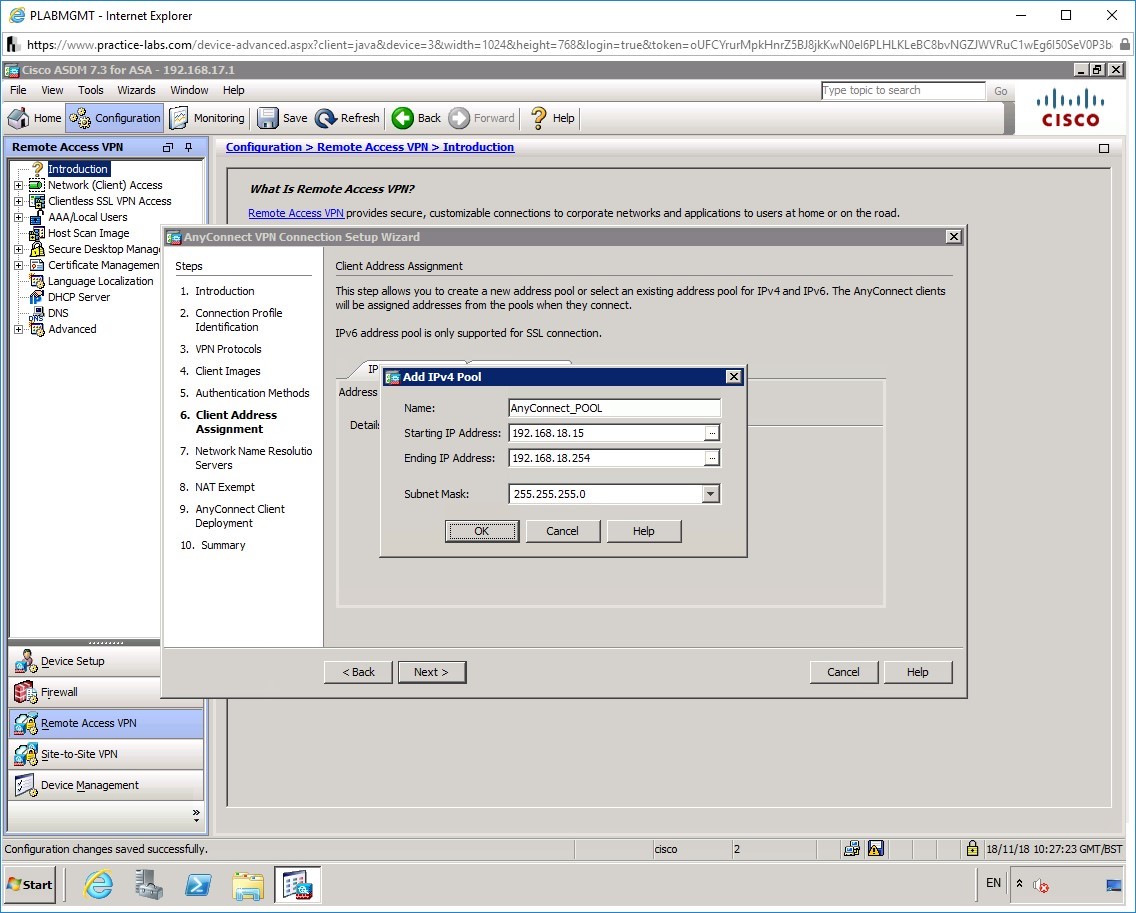 PLABMGMT - Internet Explorer
https://www.practice-labs.com/device-advanced.aspx?client=java&device=3&width=1024&height=768&login=true&token=oUFCYrurMpkHnrZ5BJ8jkKwN0eI6PLHLKLeBC8bvNGZJWVRuC1wEg6I50SeV0P3b
Cisco ASDM 7.3 for ASA - 192.168.17.1
File View Tools Wizards Window Help
Type topic to search Go
Home Configuration Monitoring Save Refresh Back Forward Help
CISCO
Remote Access VPN
Introduction
Network (Client) Access
Clientless SSL VPN Access
AAA/Local Users
Host Scan Image
Secure Desktop Manag
Certificate Managemen
Language Localization
DHCP Server
DNS
Advanced
Device Setup
Firewall
Remote Access VPN
Site-to-Site VPN
Device Management
Configuration > Remote Access VPN > Introduction
What Is Remote Access VPN?
Remote Access VPN provides secure, customizable connections to corporate networks and applications to users at home or on the road.
AnyConnect VPN Connection Setup Wizard
Steps
1. Introduction
2. Connection Profile
Identification
3. VPN Protocols
4. Client Images
5. Authentication Methods
6. Client Address
Assignment
7. Network Name Resolutio
Servers
8. NAT Exempt
9. AnyConnect Client
Deployment
10. Summary
Client Address Assignment
This step allows you to create a new address pool or select an existing address pool for IPv4 and IPv6. The AnyConnect clients
will be assigned addresses from the pools when they connect.
IPv6 address pool is only supported for SSL connection.
IP
Address
Details
Add IPv4 Pool
Name: AnyConnect_POOL
Starting IP Address: 192.168.18.15 ...
Ending IP Address: 192.168.18.254 ...
Subnet Mask: 255.255.255.0
OK Cancel Help
< Back Next > Cancel Help
Configuration changes saved successfully.
cisco 2 18/11/18 10:27:23 GMT/BST
Start EN